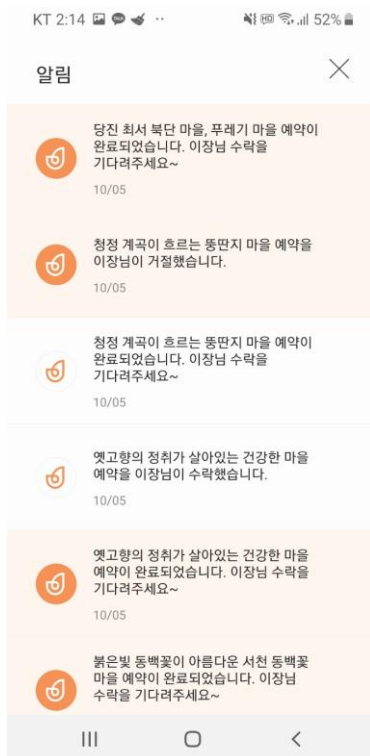 KT 2:14 52%
알림
당진 최서 북단 마을, 푸레기 마을 예약이
완료되었습니다. 이장님 수락을
기다려주세요~
10/05
청정 계곡이 흐르는 뚱딴지 마을 예약을
이장님이 거절했습니다.
10/05
청정 계곡이 흐르는 뚱딴지 마을 예약이
완료되었습니다. 이장님 수락을
기다려주세요~
10/05
옛고향의 정취가 살아있는 건강한 마을
예약을 이장님이 수락했습니다.
10/05
옛고향의 정취가 살아있는 건강한 마을
예약이 완료되었습니다. 이장님 수락을
기다려주세요~
10/05
붉은빛 동백꽃이 아름다운 서천 동백꽃
마을 예약이 완료되었습니다. 이장님
수락을 기다려주세요~